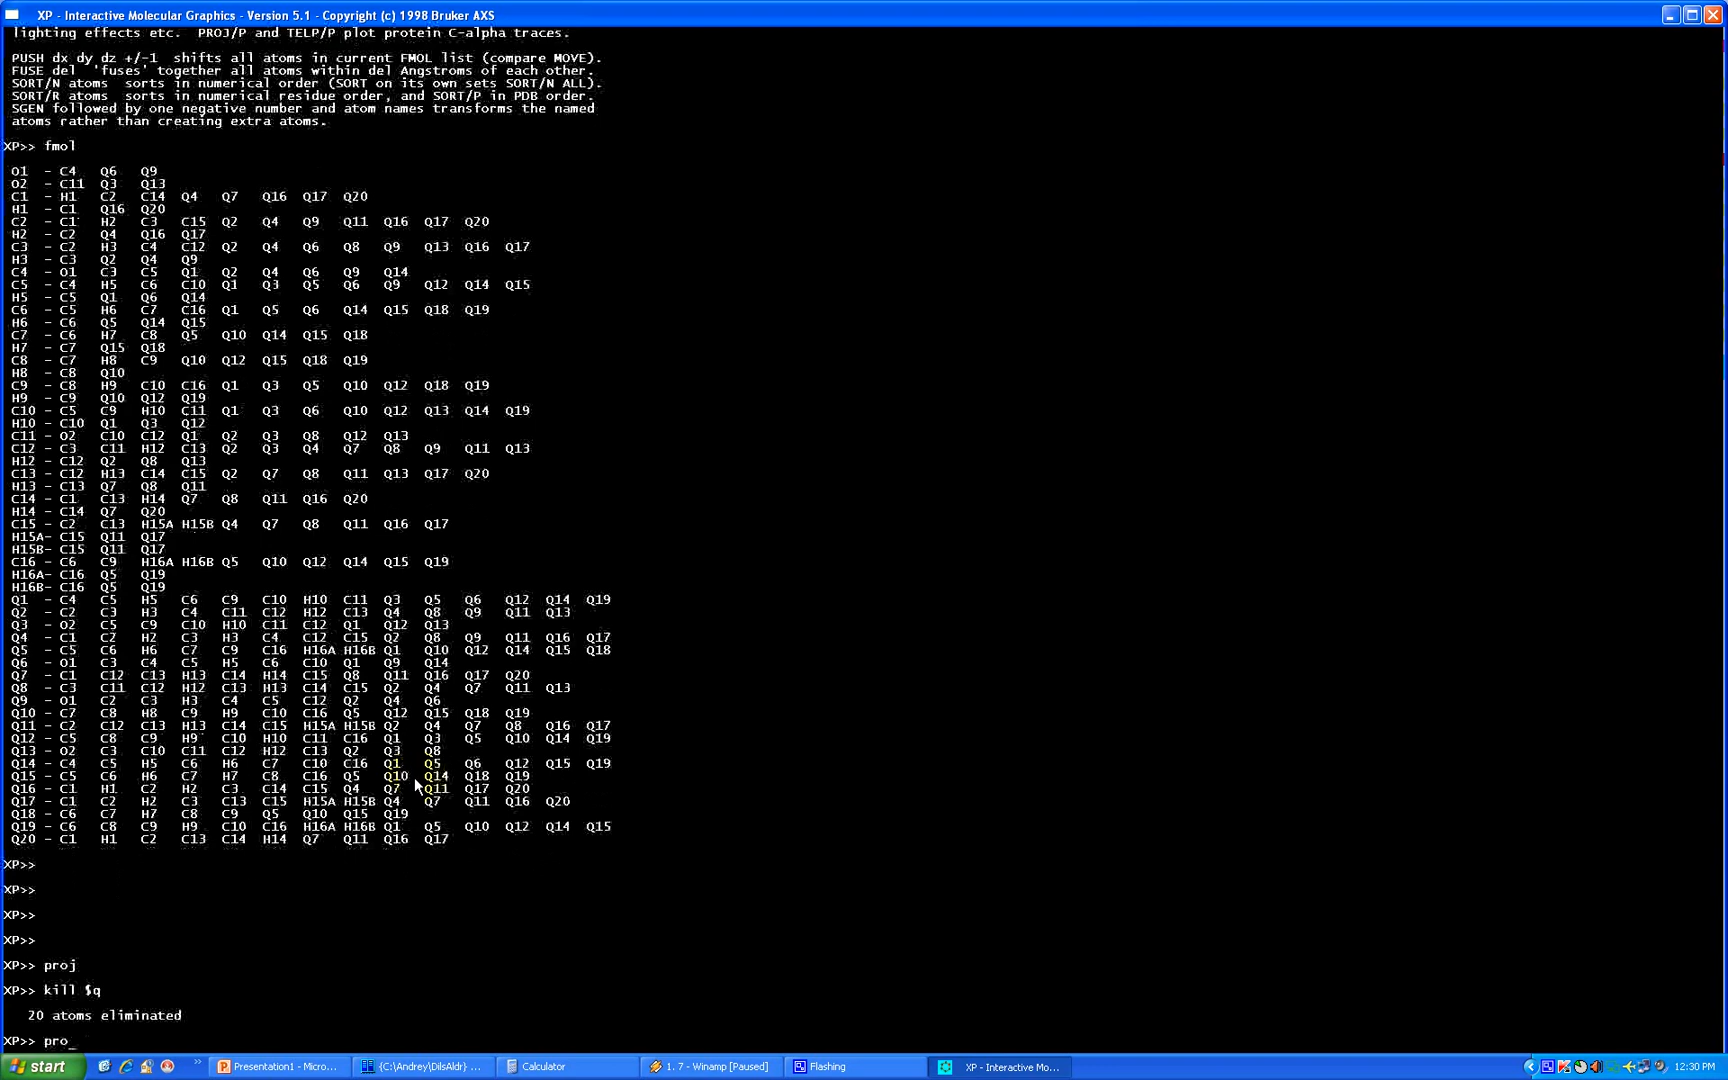 XP - Interactive Molecular Graphics - Version 5.1 - Copyright (c) 1998 Bruker AXS
lighting effects etc.  PROJ/P and TELP/P plot protein C-alpha traces.
PUSH dx dy dz +/-1  shifts all atoms in current FMOL list (compare MOVE).
FUSE del  'fuses' together all atoms within del Angstroms of each other.
SORT/N atoms  sorts in numerical order (SORT on its own sets SORT/N ALL).
SORT/R atoms  sorts in numerical residue order, and SORT/P in PDB order.
SGEN followed by one negative number and atom names transforms the named
atoms rather than creating extra atoms.
XP>> fmol
O1 - C4 Q6 Q9
O2 - C11 Q3 Q13
C1 - H1 C2 C14 Q4 Q7 Q16 Q17 Q20
H1 - C1 Q16 Q20
C2 - C1 H2 C3 C15 Q2 Q4 Q9 Q11 Q16 Q17 Q20
H2 - C2 Q4 Q16 Q17
C3 - C2 H3 C4 C12 Q2 Q4 Q6 Q8 Q9 Q13 Q16 Q17
H3 - C3 Q2 Q4 Q9
C4 - O1 C3 C5 Q1 Q2 Q4 Q6 Q9 Q14
C5 - C4 H5 C6 C10 Q1 Q3 Q5 Q6 Q9 Q12 Q14 Q15
H5 - C5 Q1 Q6 Q14
C6 - C5 H6 C7 C16 Q1 Q5 Q6 Q14 Q15 Q18 Q19
H6 - C6 Q5 Q14 Q15
C7 - C6 H7 C8 Q5 Q10 Q14 Q15 Q18
H7 - C7 Q15 Q18
C8 - C7 H8 C9 Q10 Q12 Q15 Q18 Q19
H8 - C8 Q10
C9 - C8 H9 C10 C16 Q1 Q3 Q5 Q10 Q12 Q18 Q19
H9 - C9 Q10 Q12 Q19
C10 - C5 C9 H10 C11 Q1 Q3 Q6 Q10 Q12 Q13 Q14 Q19
H10 - C10 Q1 Q3 Q12
C11 - O2 C10 C12 Q1 Q2 Q3 Q8 Q12 Q13
C12 - C3 C11 H12 C13 Q2 Q3 Q4 Q7 Q8 Q9 Q11 Q13
H12 - C12 Q2 Q8 Q13
C13 - C12 H13 C14 C15 Q2 Q7 Q8 Q11 Q13 Q17 Q20
H13 - C13 Q7 Q8 Q11
C14 - C1 C13 H14 Q7 Q8 Q11 Q16 Q20
H14 - C14 Q7 Q20
C15 - C2 C13 H15A H15B Q4 Q7 Q8 Q11 Q16 Q17
H15A- C15 Q11 Q17
H15B- C15 Q11 Q17
C16 - C6 C9 H16A H16B Q5 Q10 Q12 Q14 Q15 Q19
H16A- C16 Q5 Q19
H16B- C16 Q5 Q19
Q1 - C4 C5 H5 C6 C9 C10 H10 C11 Q3 Q5 Q6 Q12 Q14 Q19
Q2 - C2 C3 H3 C4 C11 C12 H12 C13 Q4 Q8 Q9 Q11 Q13
Q3 - O2 C5 C9 C10 H10 C11 C12 Q1 Q12 Q13
Q4 - C1 C2 H2 C3 H3 C4 C12 C15 Q2 Q8 Q9 Q11 Q16 Q17
Q5 - C5 C6 H6 C7 C9 C16 H16A H16B Q1 Q10 Q12 Q14 Q15 Q18
Q6 - O1 C3 C4 C5 H5 C6 C10 Q1 Q9 Q14
Q7 - C1 C12 C13 H13 C14 H14 C15 Q8 Q11 Q16 Q17 Q20
Q8 - C3 C11 C12 H12 C13 H13 C14 C15 Q2 Q4 Q7 Q11 Q13
Q9 - O1 C2 C3 H3 C4 C5 C12 Q2 Q4 Q6
Q10 - C7 C8 H8 C9 H9 C10 C16 Q5 Q12 Q15 Q18 Q19
Q11 - C2 C12 C13 H13 C14 C15 H15A H15B Q2 Q4 Q7 Q8 Q16 Q17
Q12 - C5 C8 C9 H9 C10 H10 C11 C16 Q1 Q3 Q5 Q10 Q14 Q19
Q13 - O2 C3 C10 C11 C12 H12 C13 Q2 Q3 Q8
Q14 - C4 C5 H5 C6 H6 C7 C10 C16 Q1 Q5 Q6 Q12 Q15 Q19
Q15 - C5 C6 H6 C7 H7 C8 C16 Q5 Q10 Q14 Q18 Q19
Q16 - C1 H1 C2 H2 C3 C14 C15 Q4 Q7 Q11 Q17 Q20
Q17 - C1 C2 H2 C3 C13 C15 H15A H15B Q4 Q7 Q11 Q16 Q20
Q18 - C6 C7 H7 C8 C9 Q5 Q10 Q15 Q19
Q19 - C6 C8 C9 H9 C10 C16 H16A H16B Q1 Q5 Q10 Q12 Q14 Q15
Q20 - C1 H1 C2 C13 C14 H14 Q7 Q11 Q16 Q17
XP>>
XP>>
XP>>
XP>>
XP>> proj
XP>> kill $q
20 atoms eliminated
XP>> pro_
start
Presentation1 - Micro...
{C:\Andrey\DilsAldr} ...
Calculator
1. 7 - Winamp [Paused]
Flashing
XP - Interactive Mo...
12:30 PM